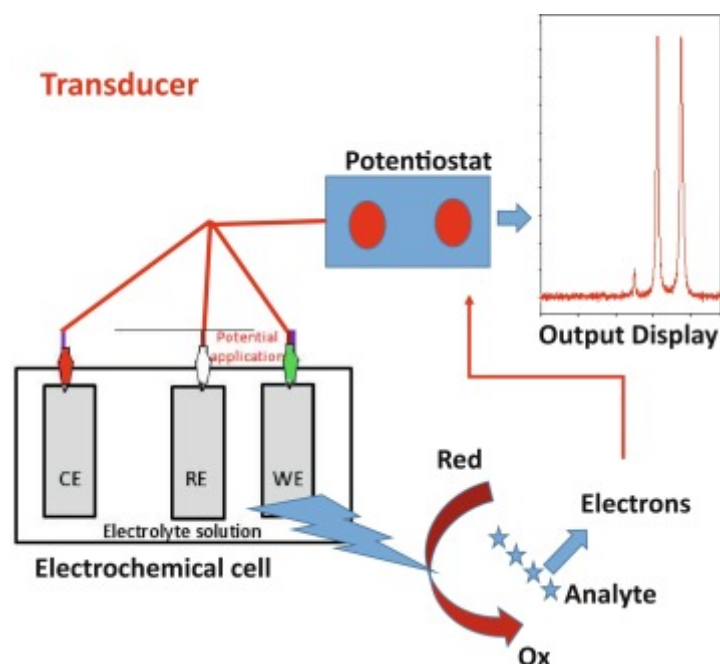 Transducer
Potentiostat
Output Display
Potential
application
CE
RE
WE
Electrolyte solution
Electrochemical cell
Red
Electrons
Analyte
Ox